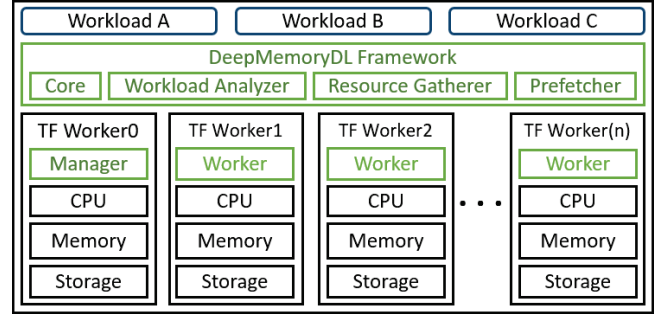 Workload A Workload B Workload C
DeepMemoryDL Framework
Core Workload Analyzer Resource Gatherer Prefetcher
TF Worker0 TF Worker1 TF Worker2 TF Worker(n)
Manager Worker Worker Worker
CPU CPU CPU ... CPU
Memory Memory Memory Memory
Storage Storage Storage Storage